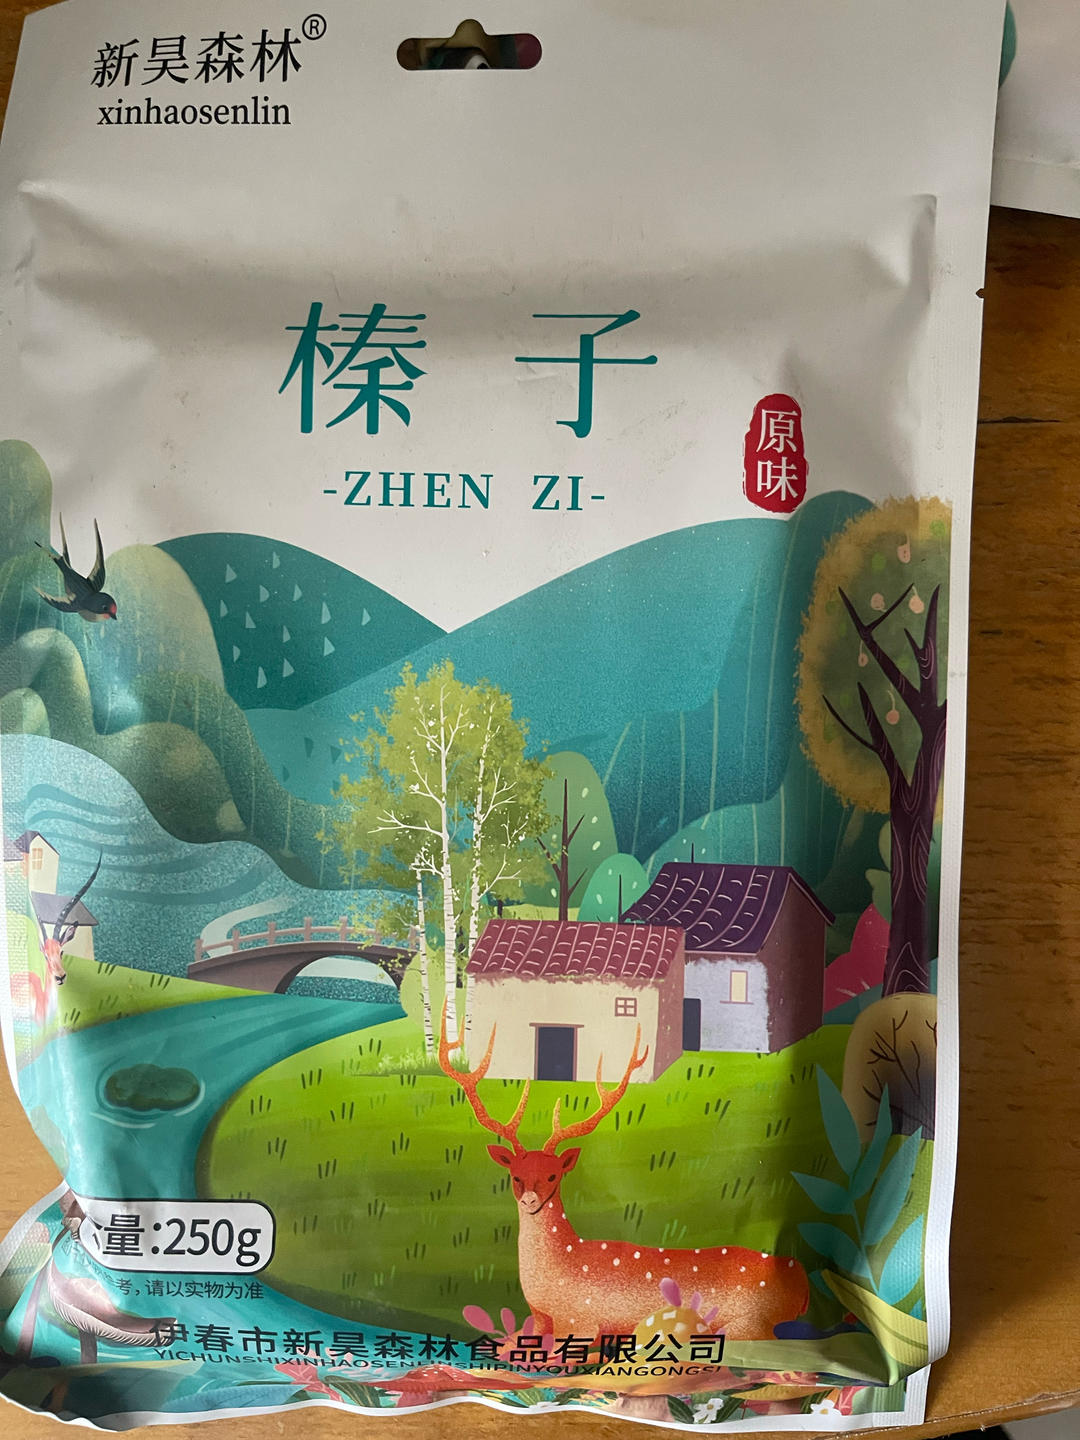 新昊森林®
xinhaosenlin
榛子
-ZHEN ZI-
原味
量:250g
考,请以实物为准
伊春市新昊森林食品有限公司
YICHUNSHIXINHAOSENLINSHIPINYOUXIANGONGSI